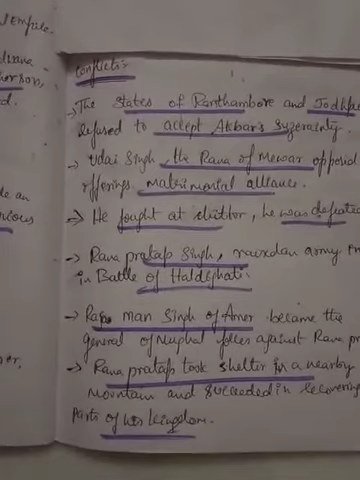 Conflicts
→ The States of Ranthambore and Jodhpu
refused to accept Akbar's suzerainty.
→ Udai Singh, the Rana of Mewar opposed
offerings matrimonial alliance.
→ He fought at chittor, he was defeated
→ Rana pratap Singh, army
in Battle of Haldighati.
→ Raja man Singh of Amer became the
general of Mughal forces against Rana pr
→ Rana pratap took shelter in a nearby
mountain and succeeded in recovering
parts of his kingdom.